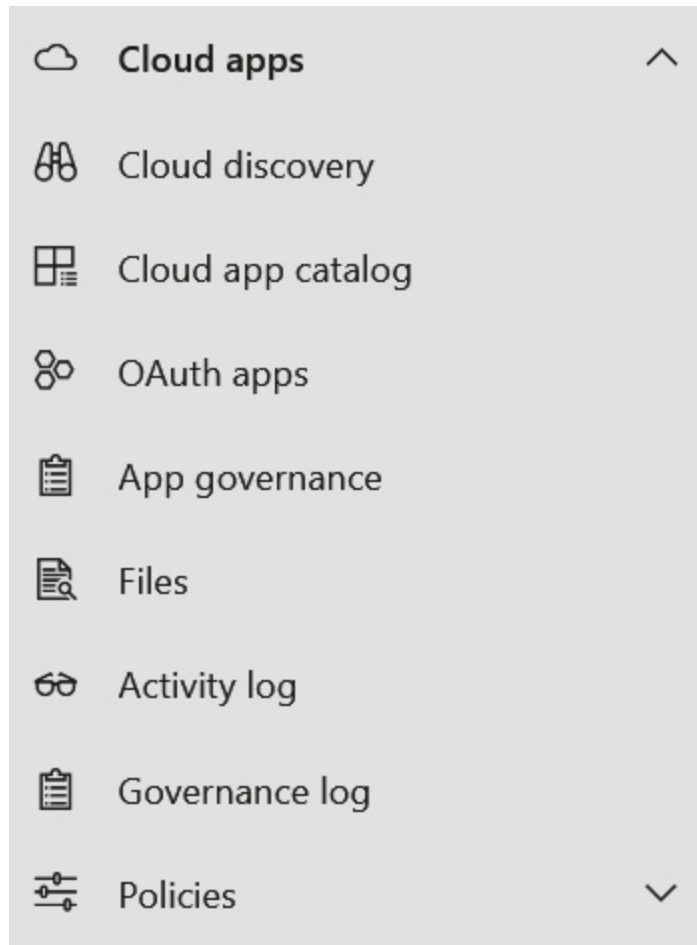 Cloud apps
Cloud discovery
Cloud app catalog
OAuth apps
App governance
Files
Activity log
Governance log
Policies